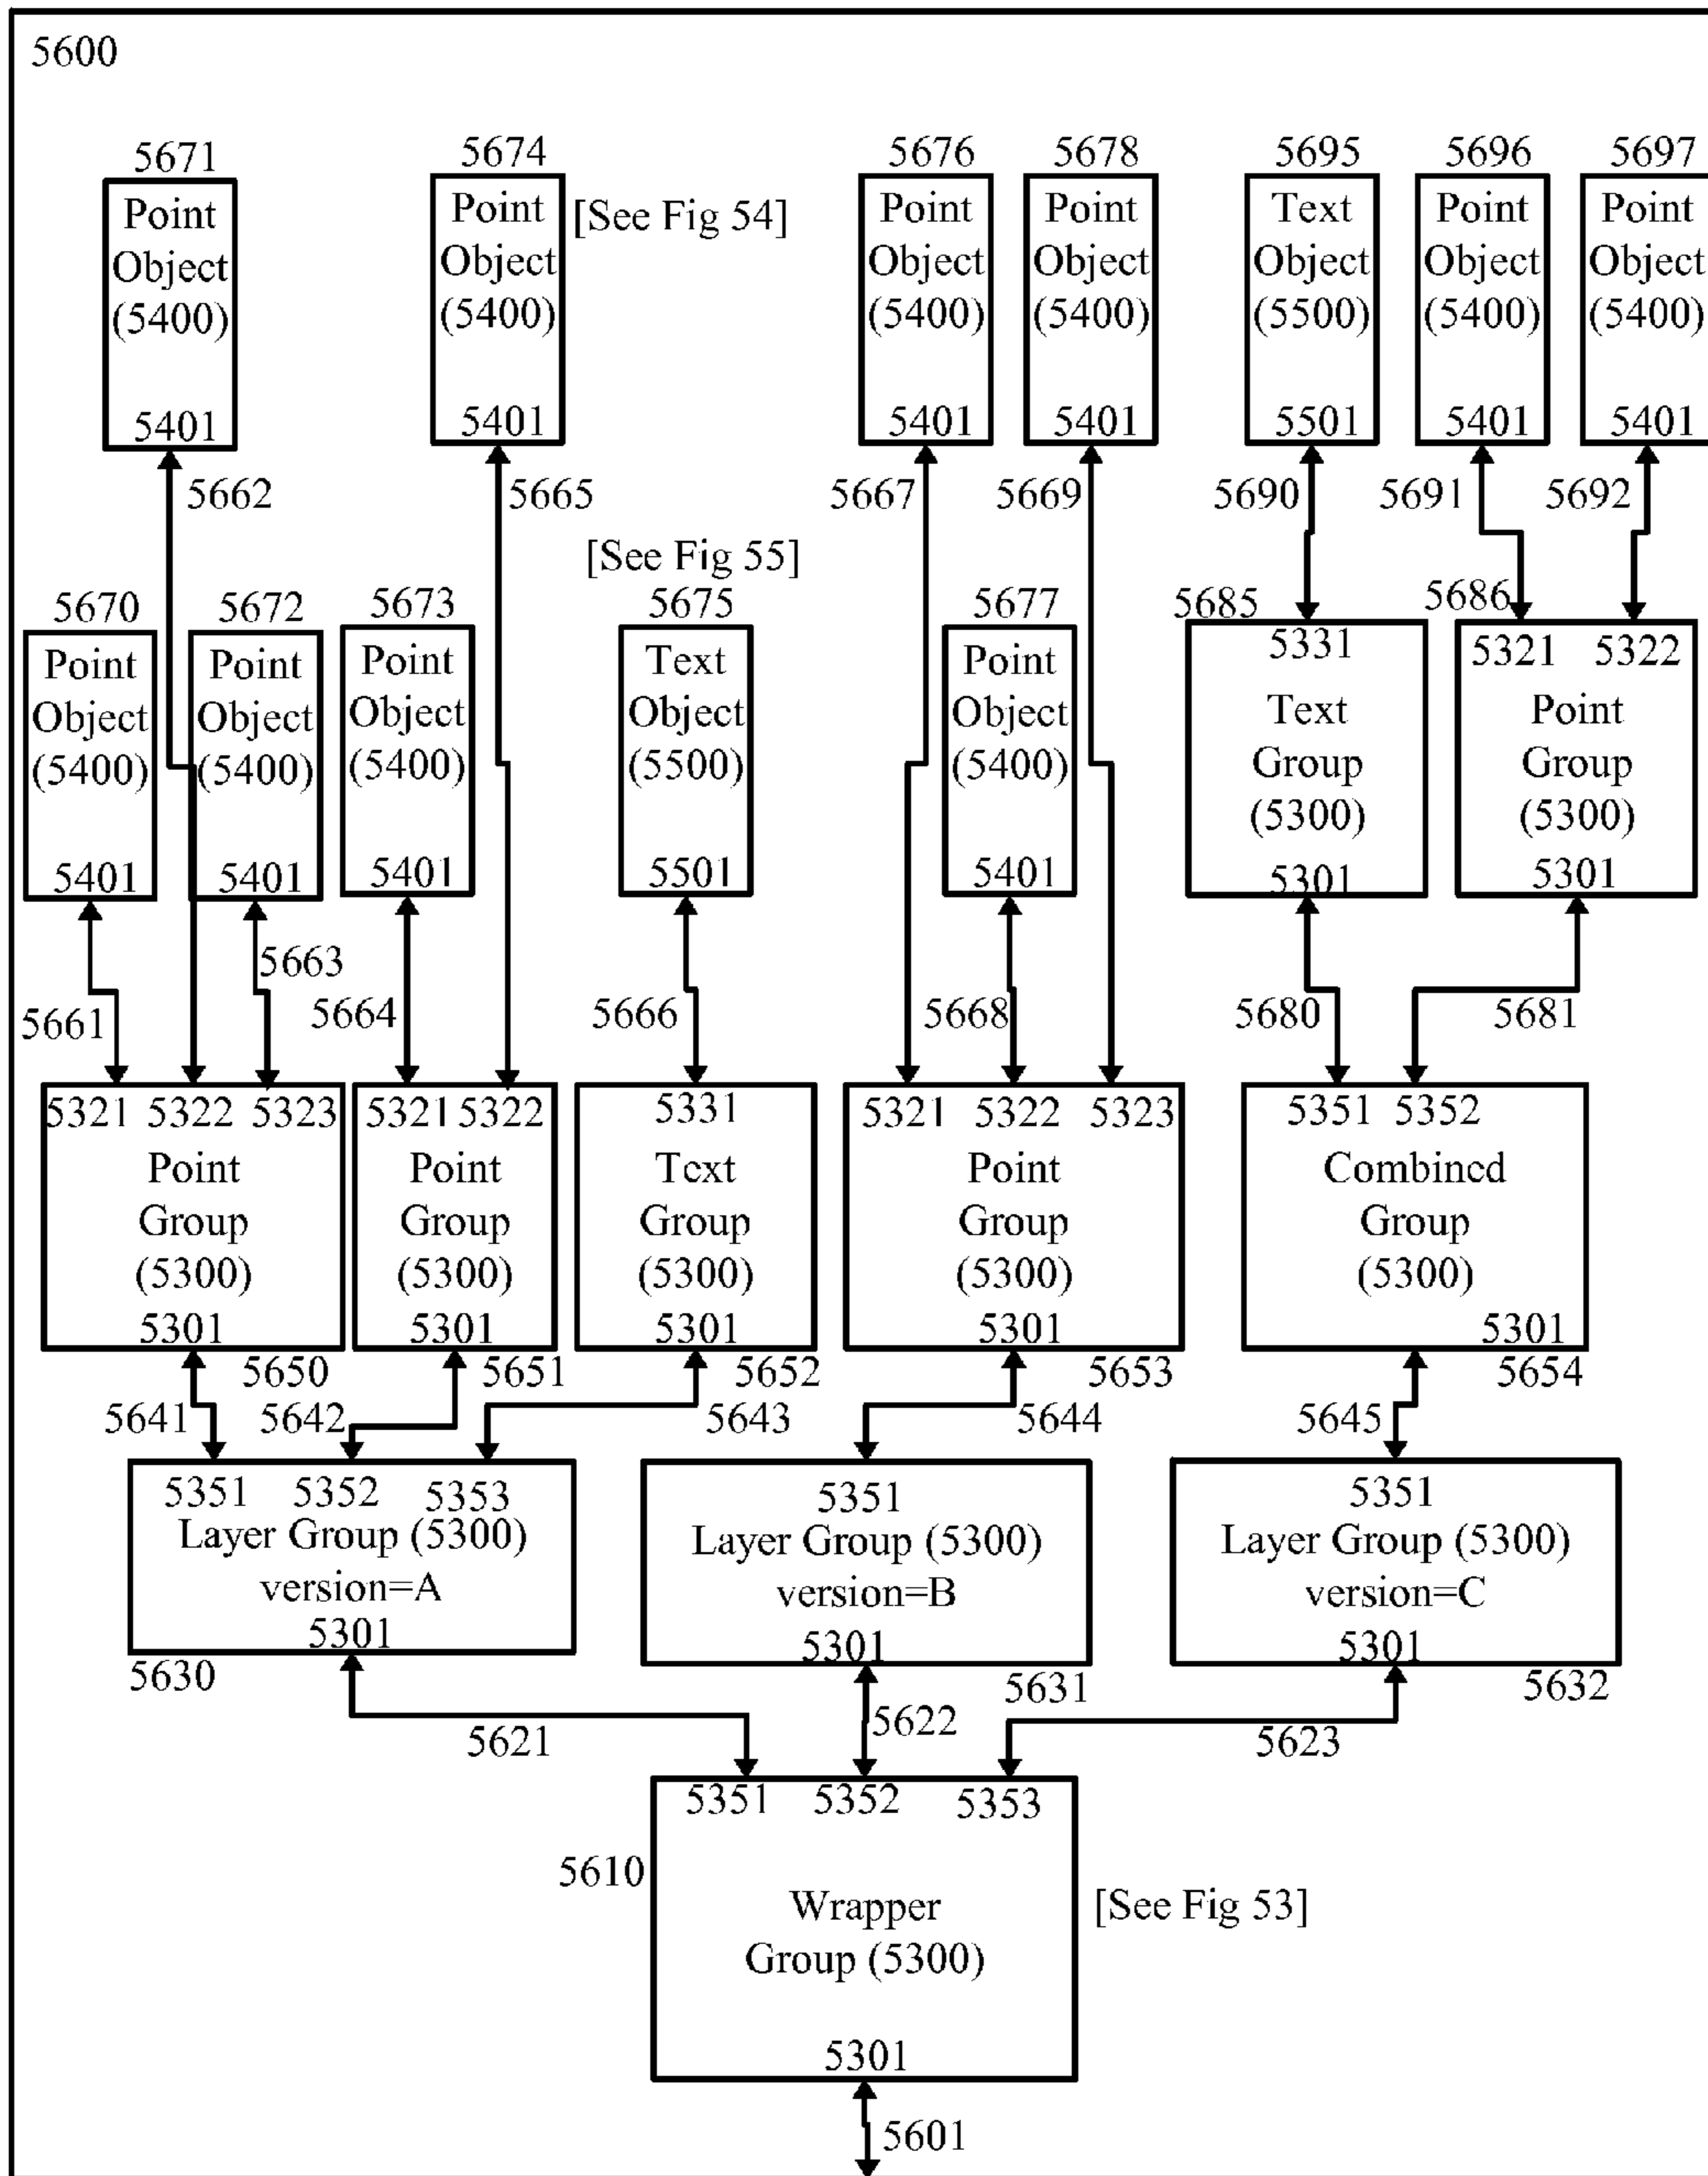 5600
5671
5674
5676
5678
5695
5696
5697
Point
Object
(5400)
5401
Point
Object
(5400)
5401
[See Fig 54]
Point
Object
(5400)
5401
Point
Object
(5400)
5401
Text
Object
(5500)
5501
Point
Object
(5400)
5401
Point
Object
(5400)
5401
5662
5665
5667
5669
5690
5691
5692
[See Fig 55]
5670
5672
5673
5675
5677
5685
5686
Point
Object
(5400)
5401
Point
Object
(5400)
5401
Point
Object
(5400)
5401
Text
Object
(5500)
5501
Point
Object
(5400)
5401
5331
Text
Group
(5300)
5301
5321 5322
Point
Group
(5300)
5301
5661
5663
5664
5666
5668
5680
5681
5321 5322 5323
Point
Group
(5300)
5301
5321 5322
Point
Group
(5300)
5301
5331
Text
Group
(5300)
5301
5321 5322 5323
Point
Group
(5300)
5301
5351 5352
Combined
Group
(5300)
5301
5650
5651
5652
5653
5654
5641
5642
5643
5644
5645
5351 5352 5353
Layer Group (5300)
version=A
5301
5351
Layer Group (5300)
version=B
5301
5351
Layer Group (5300)
version=C
5301
5630
5631
5632
5621
5622
5623
5351 5352 5353
5610
Wrapper
Group (5300)
5301
[See Fig 53]
5601